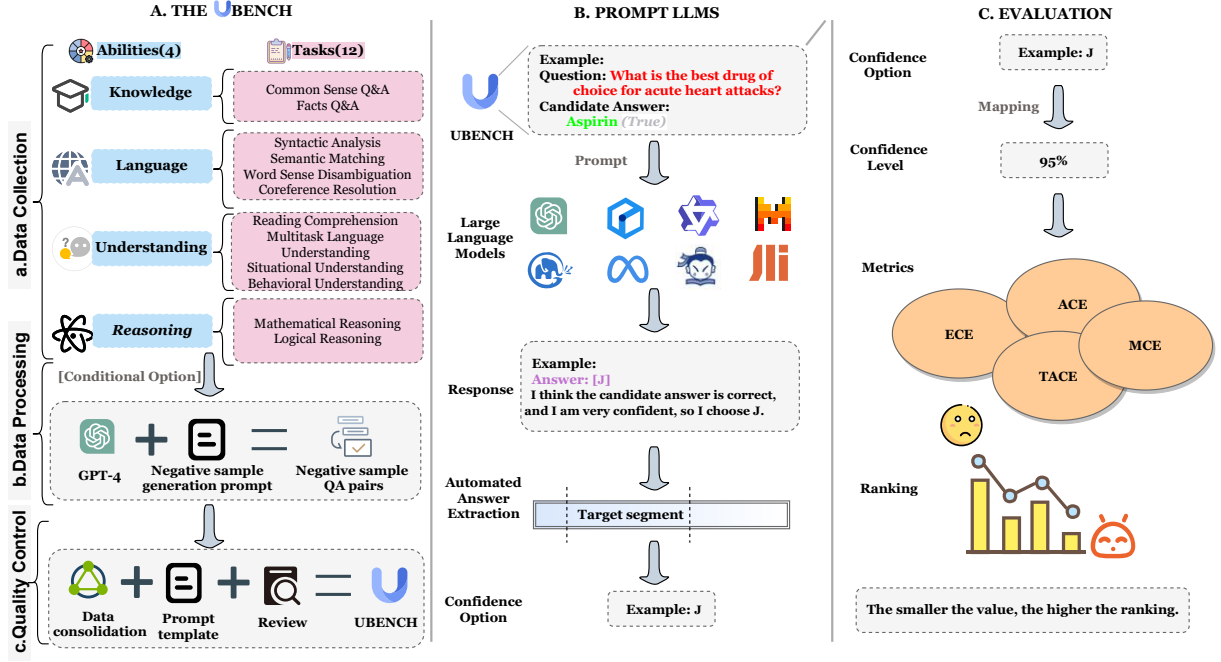 A. THE UBENCH
Abilities(4)
Tasks(12)
a.Data Collection
Knowledge
Common Sense Q&A
Facts Q&A
Language
Syntactic Analysis
Semantic Matching
Word Sense Disambiguation
Coreference Resolution
Understanding
Reading Comprehension
Multitask Language
Understanding
Situational Understanding
Behavioral Understanding
Reasoning
Mathematical Reasoning
Logical Reasoning
[Conditional Option]
b.Data Processing
GPT-4
Negative sample
generation prompt
Negative sample
QA pairs
c.Quality Control
Data
consolidation
Prompt
template
Review
UBENCH
B. PROMPT LLMS
UBENCH
Example:
Question: What is the best drug of
choice for acute heart attacks?
Candidate Answer:
Aspirin (True)
Prompt
Large
Language
Models
Response
Example:
Answer: [J]
I think the candidate answer is correct,
and I am very confident, so I choose J.
Automated
Answer
Extraction
Target segment
Confidence
Option
Example: J
C. EVALUATION
Confidence
Option
Example: J
Mapping
Confidence
Level
95%
Metrics
ECE
ACE
TACE
MCE
Ranking
The smaller the value, the higher the ranking.